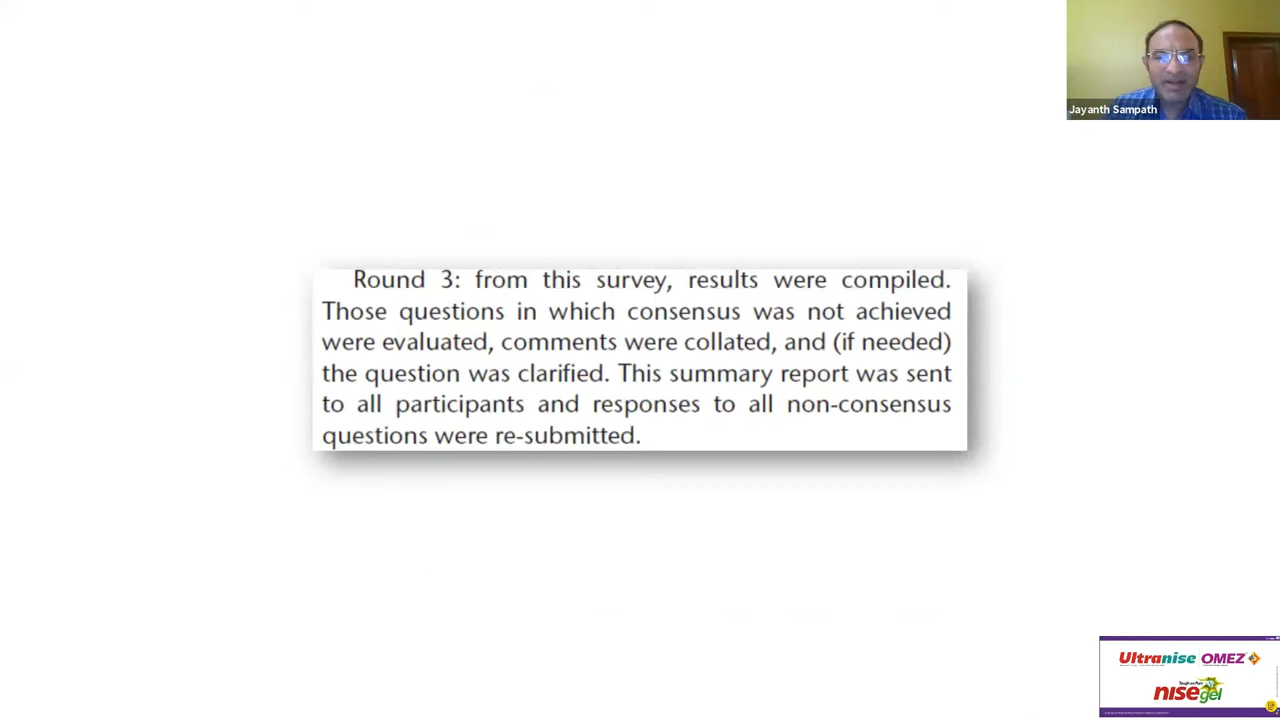 Jayanth Sampath
Round 3: from this survey, results were compiled.
Those questions in which consensus was not achieved
were evaluated, comments were collated, and (if needed)
the question was clarified. This summary report was sent
to all participants and responses to all non-consensus
questions were re-submitted.
Ultranise OMEZ
nise gel